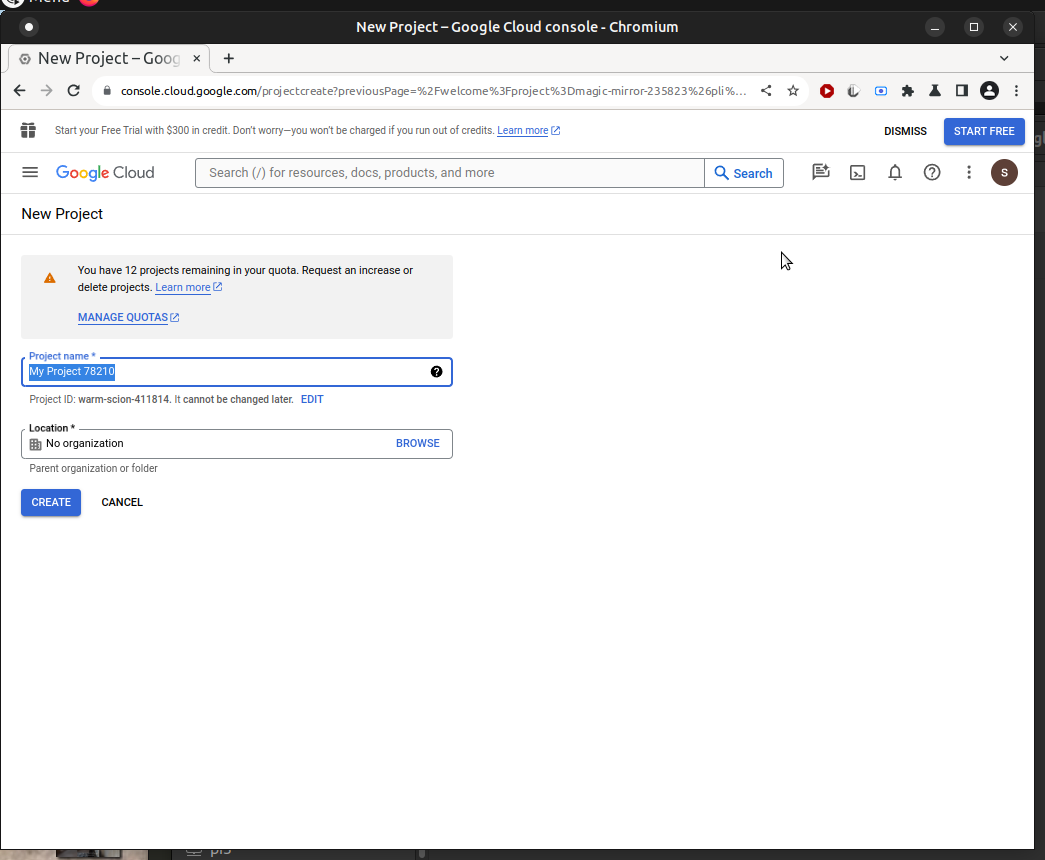 Menu
New Project – Google Cloud console - Chromium
New Project – Goog
console.cloud.google.com/projectcreate?previousPage=%2Fwelcome%3Fproject%3Dmagic-mirror-235823%26pli%...
Start your Free Trial with $300 in credit. Don't worry—you won't be charged if you run out of credits. Learn more
DISMISS
START FREE
Google Cloud
Search (/) for resources, docs, products, and more
Search
S
New Project
You have 12 projects remaining in your quota. Request an increase or
delete projects. Learn more
MANAGE QUOTAS
Project name *
My Project 78210
Project ID: warm-scion-411814. It cannot be changed later. EDIT
Location *
No organization
BROWSE
Parent organization or folder
CREATE
CANCEL